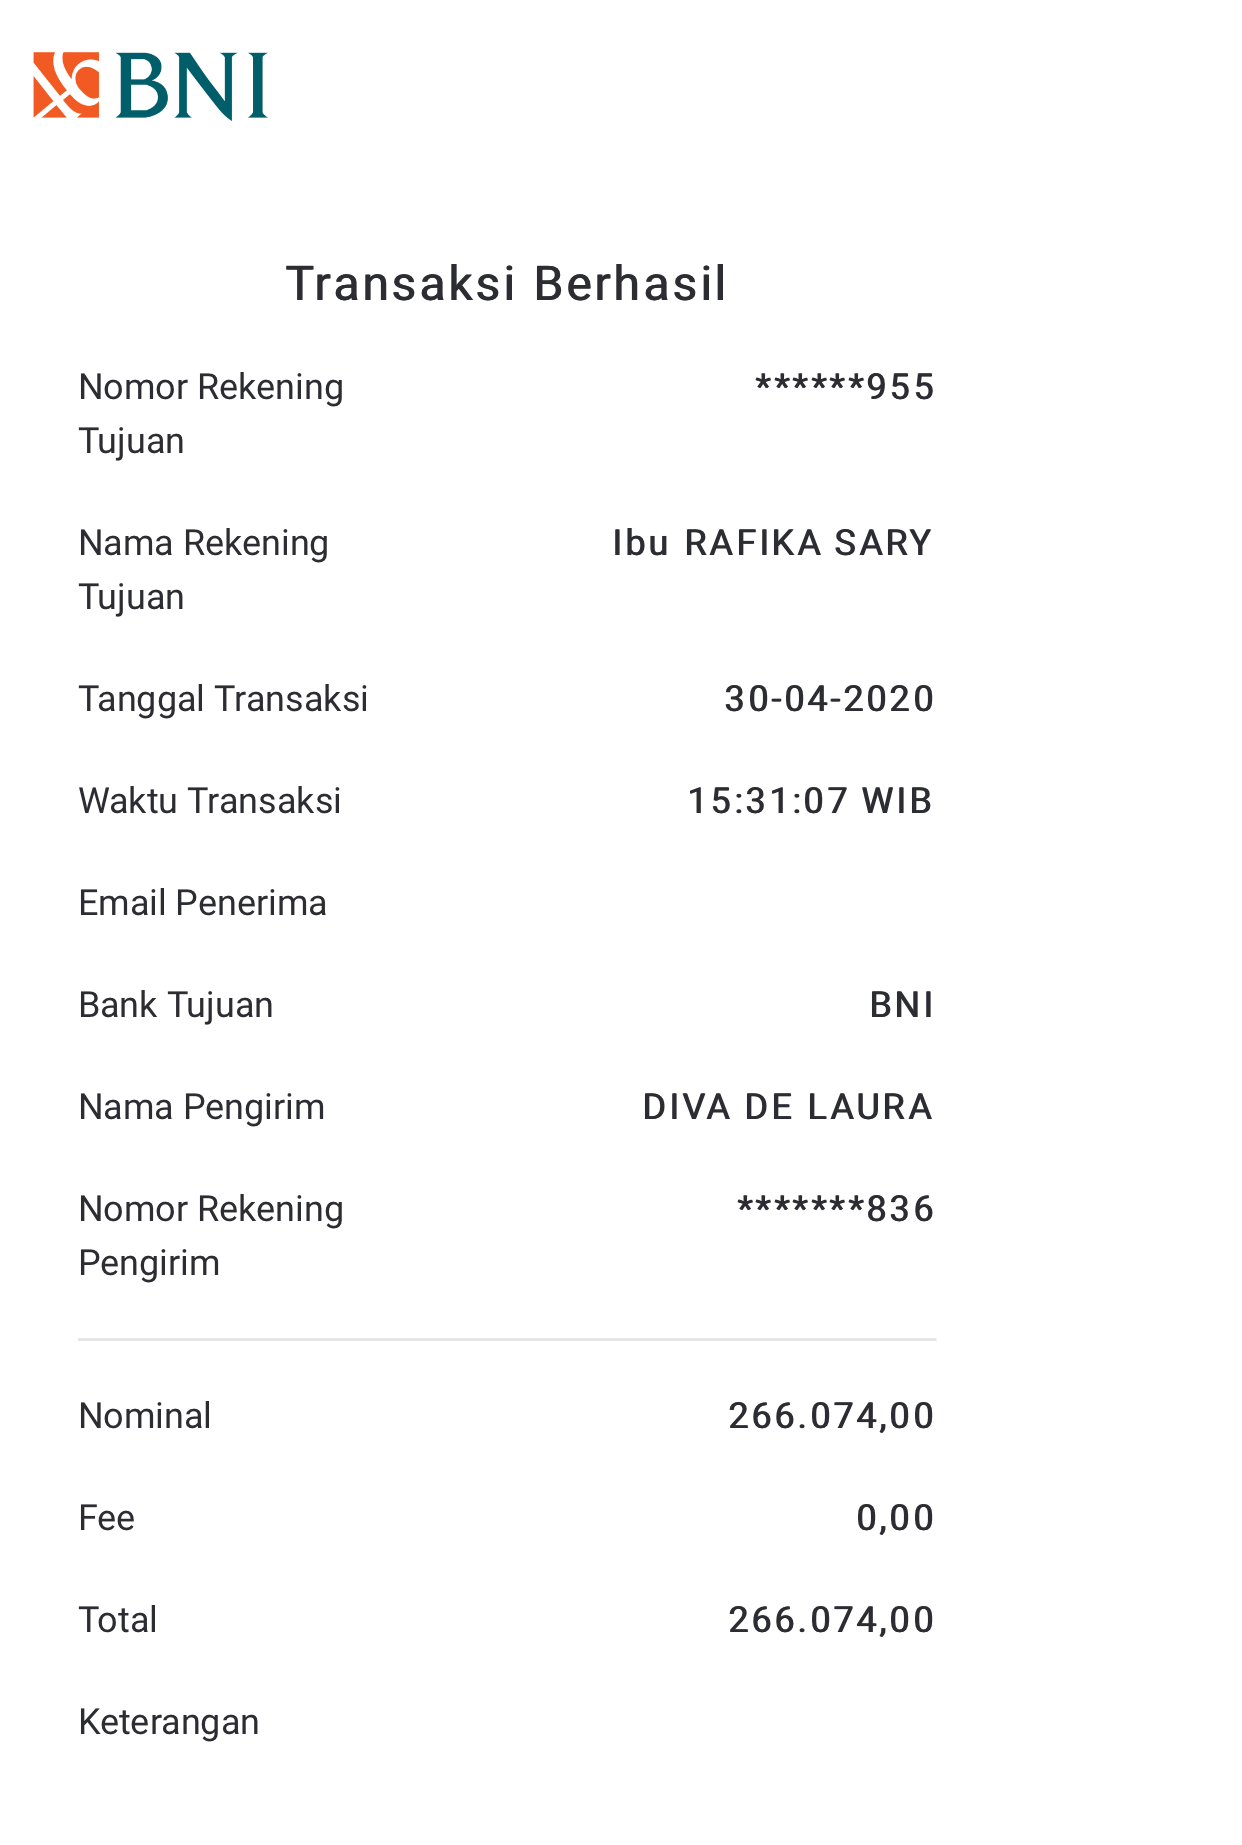 BNI
Transaksi Berhasil
Nomor Rekening ******955
Tujuan
Nama Rekening Ibu RAFIKA SARY
Tujuan
Tanggal Transaksi 30-04-2020
Waktu Transaksi 15:31:07 WIB
Email Penerima
Bank Tujuan BNI
Nama Pengirim DIVA DE LAURA
Nomor Rekening *******836
Pengirim
Nominal 266.074,00
Fee 0,00
Total 266.074,00
Keterangan